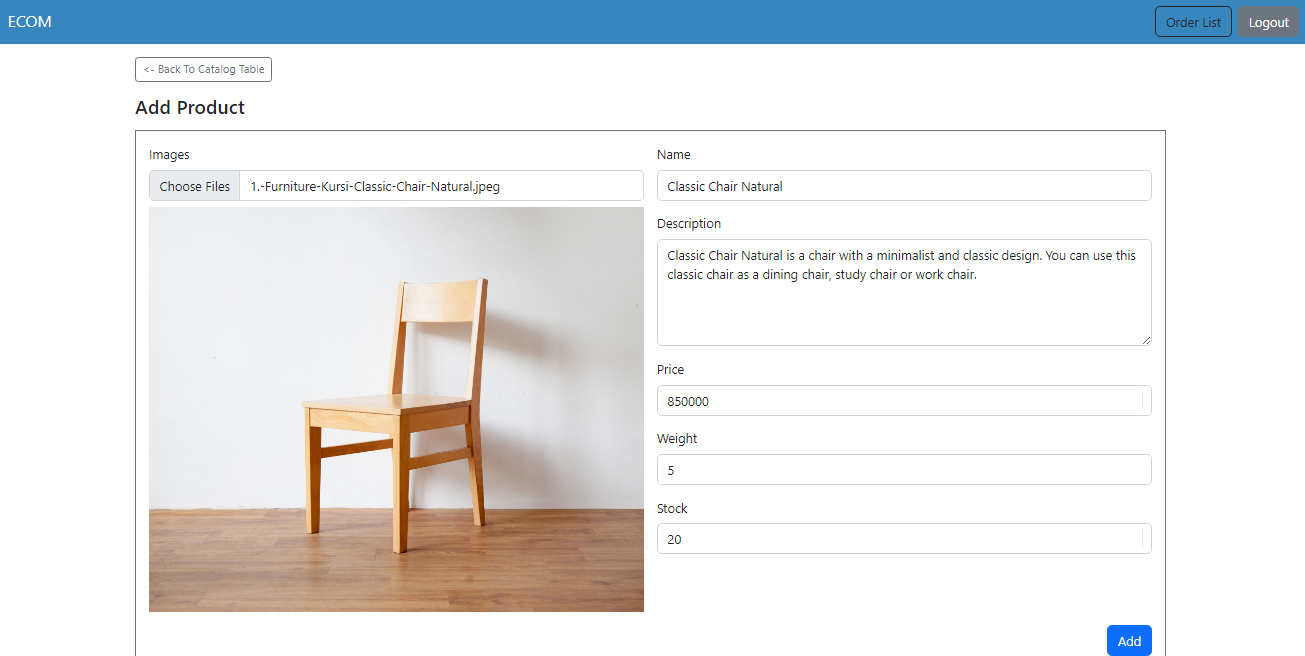 ECOM
Order List
Logout
<- Back To Catalog Table
Add Product
Images
Choose Files
1.-Furniture-Kursi-Classic-Chair-Natural.jpeg
Name
Classic Chair Natural
Description
Classic Chair Natural is a chair with a minimalist and classic design. You can use this
classic chair as a dining chair, study chair or work chair.
Price
850000
Weight
5
Stock
20
Add